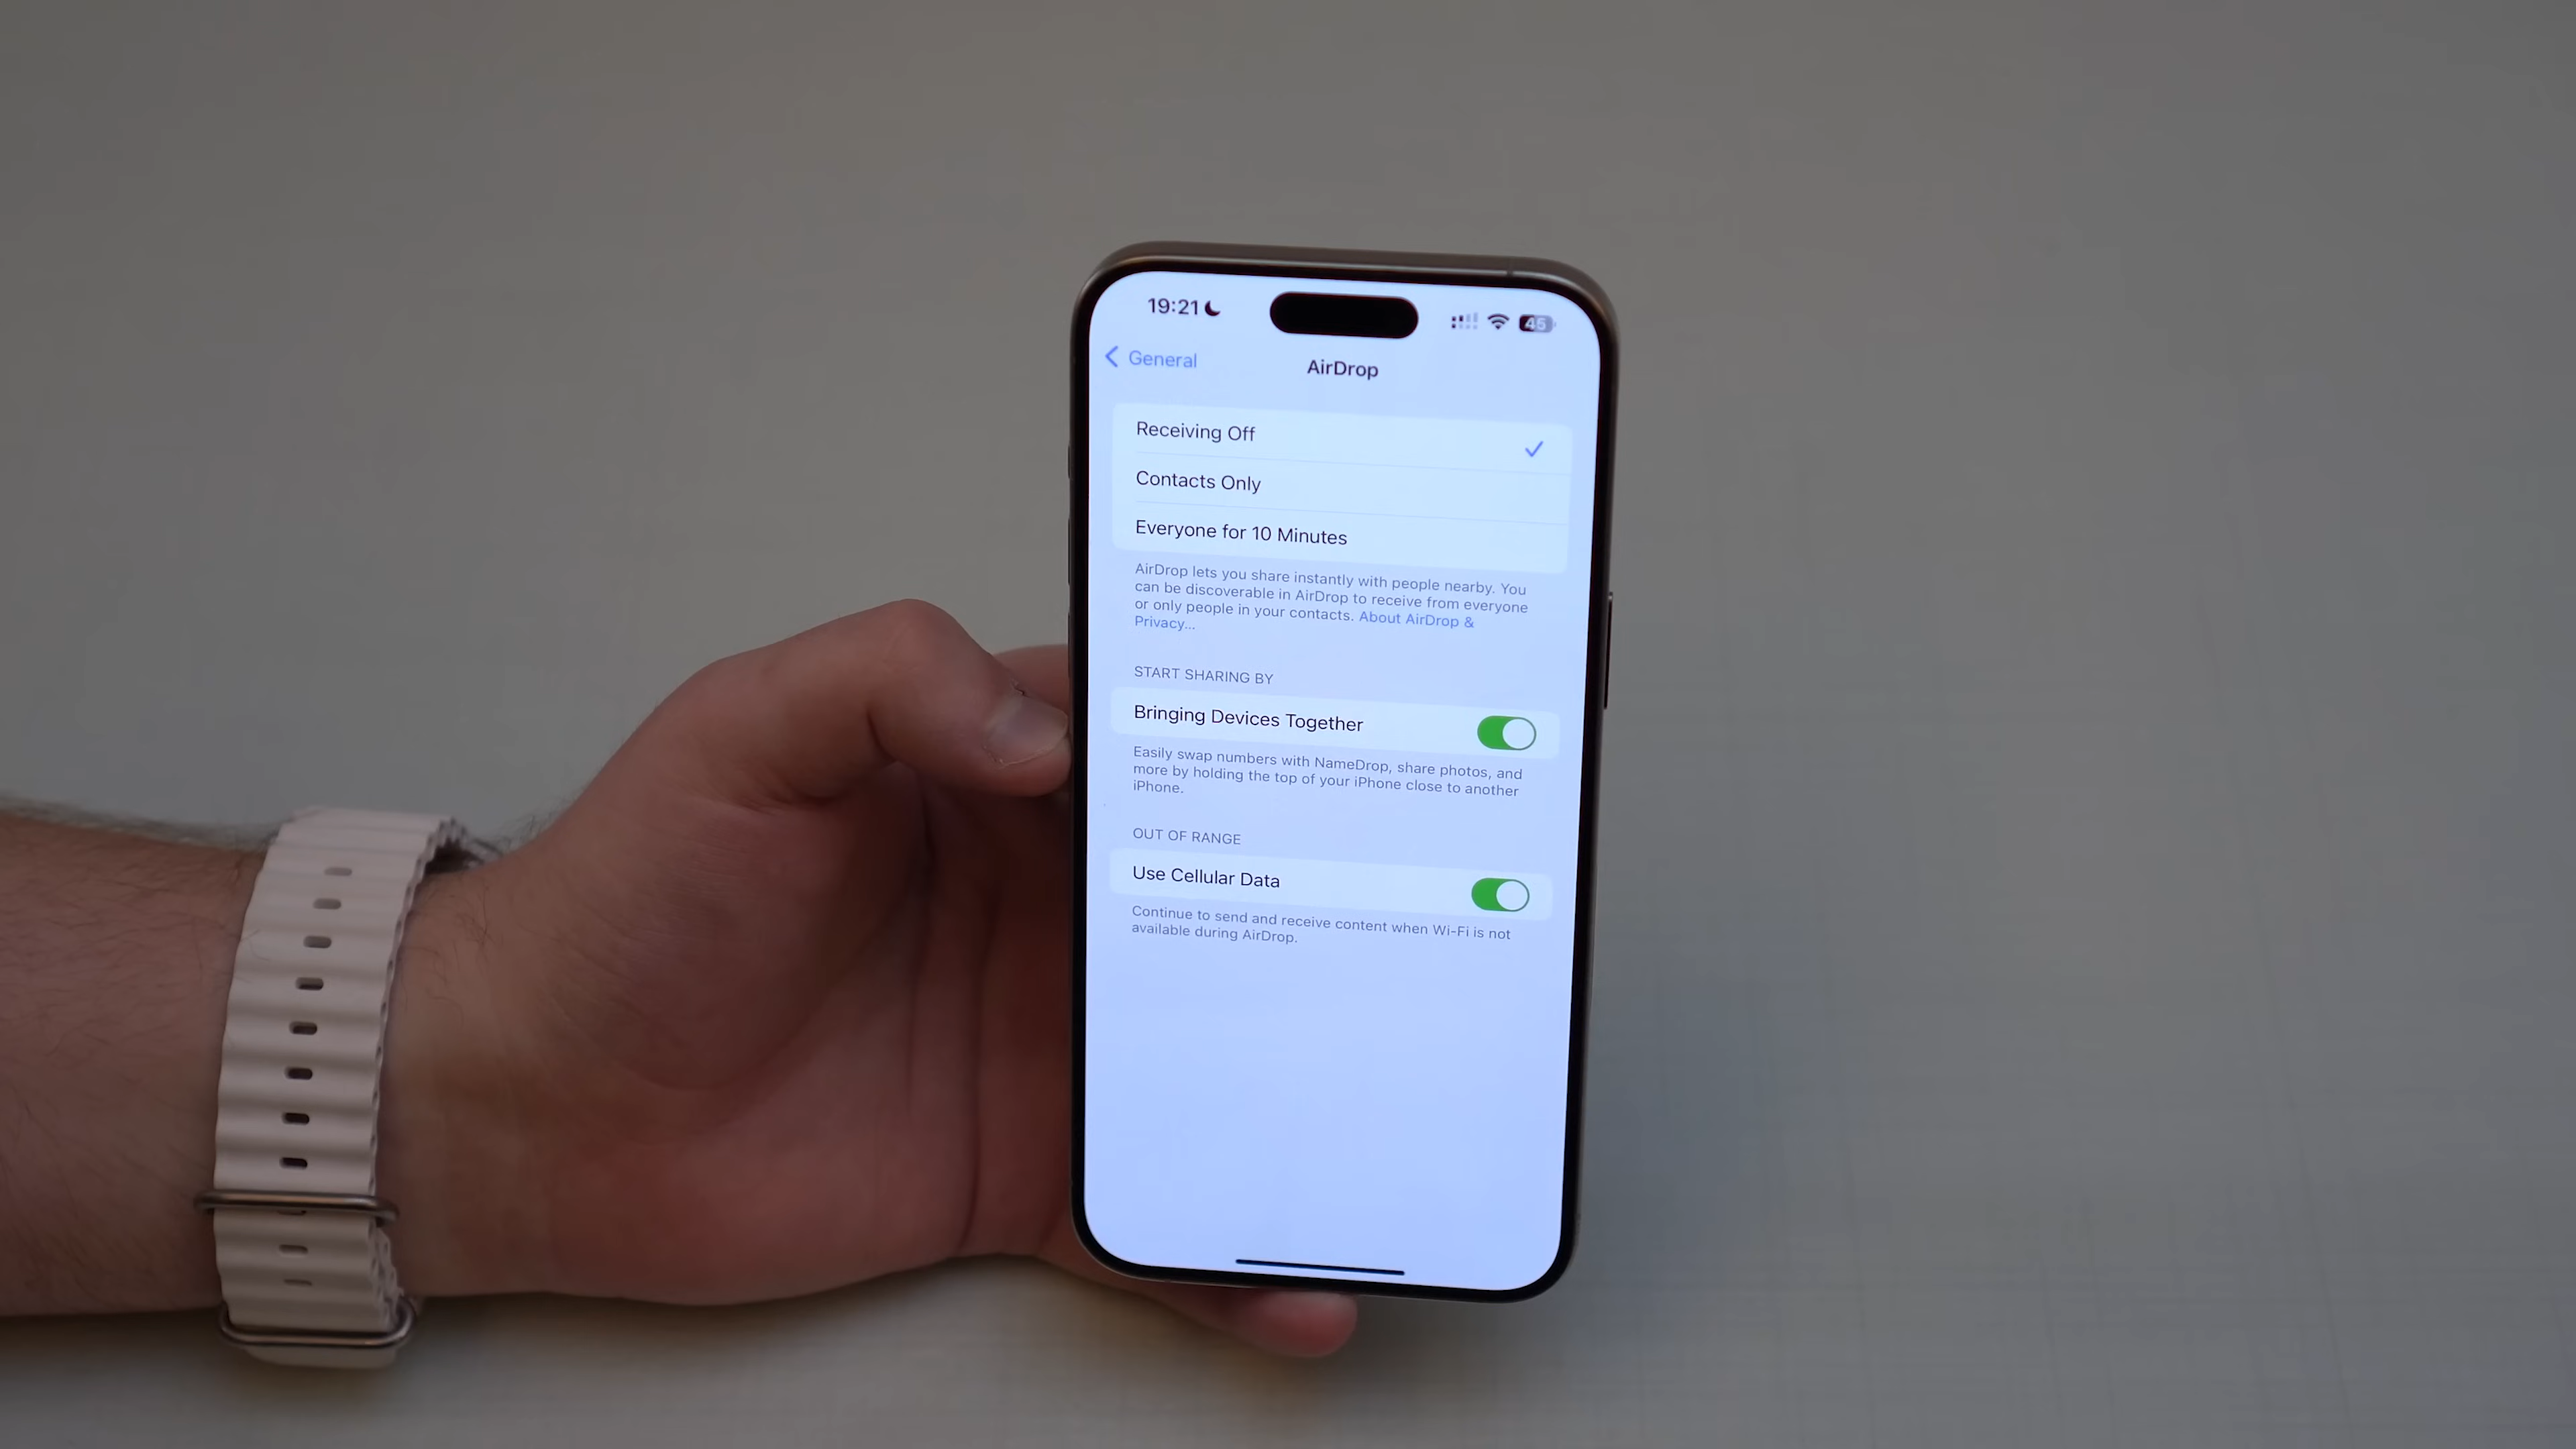 19:21
45
General
AirDrop
Receiving Off
Contacts Only
Everyone for 10 Minutes
AirDrop lets you share instantly with people nearby. You
can be discoverable in AirDrop to receive from everyone
or only people in your contacts. About AirDrop &
Privacy...
START SHARING BY
Bringing Devices Together
Easily swap numbers with NameDrop, share photos, and
more by holding the top of your iPhone close to another
iPhone.
OUT OF RANGE
Use Cellular Data
Continue to send and receive content when Wi-Fi is not
available during AirDrop.